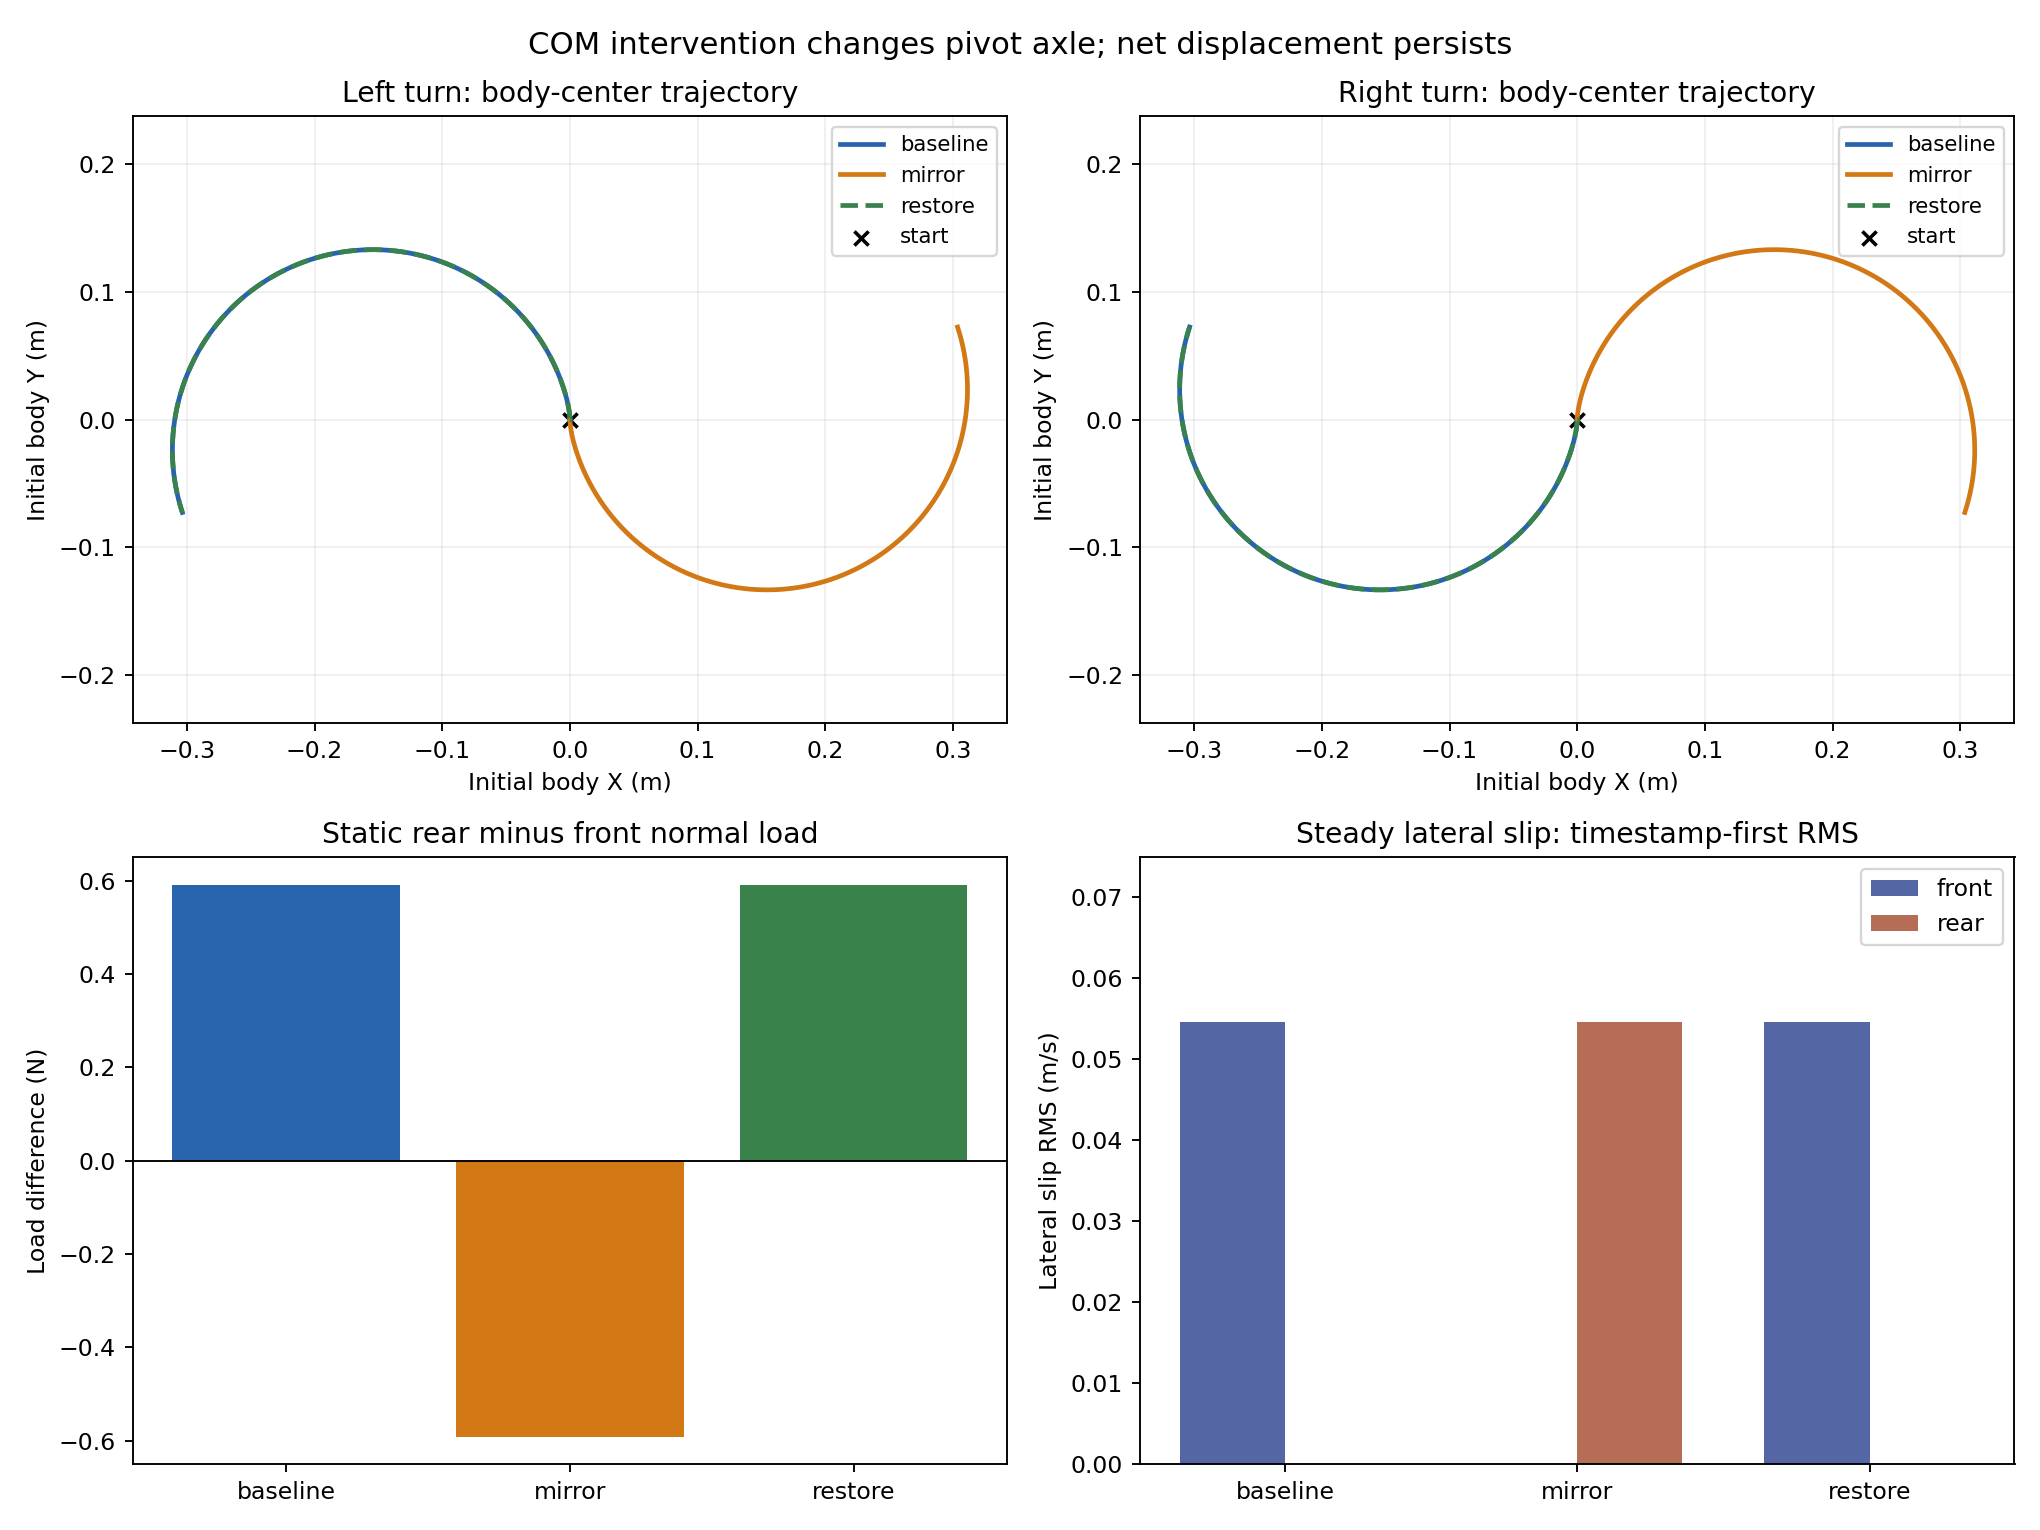 COM intervention changes pivot axle; net displacement persists
Left turn: body-center trajectory
Initial body Y (m)
0.2
0.1
0.0
−0.1
−0.2
−0.3
−0.2
−0.1
0.0
0.1
0.2
0.3
Initial body X (m)
baseline
mirror
restore
start
Right turn: body-center trajectory
Initial body Y (m)
0.2
0.1
0.0
−0.1
−0.2
−0.3
−0.2
−0.1
0.0
0.1
0.2
0.3
Initial body X (m)
baseline
mirror
restore
start
Static rear minus front normal load
Load difference (N)
0.6
0.4
0.2
0.0
−0.2
−0.4
−0.6
baseline
mirror
restore
Steady lateral slip: timestamp-first RMS
Lateral slip RMS (m/s)
0.07
0.06
0.05
0.04
0.03
0.02
0.01
0.00
baseline
mirror
restore
front
rear